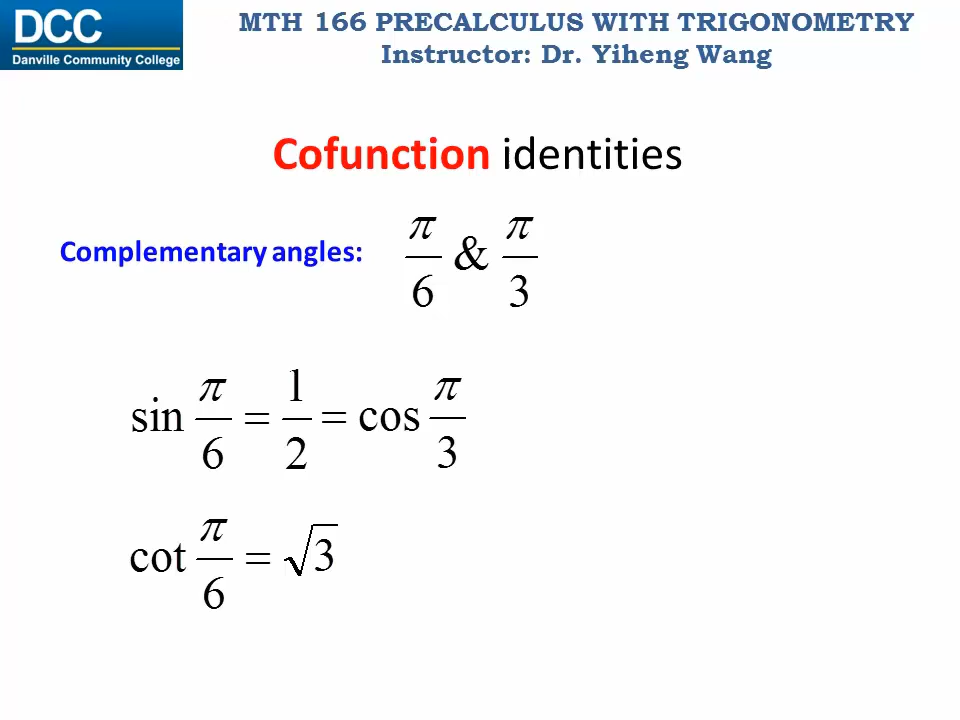 DCC
Danville Community College
MTH 166 PRECALCULUS WITH TRIGONOMETRY
Instructor: Dr. Yiheng Wang
Cofunction identities
Complementary angles: π/6 & π/3
sin π/6 = 1/2 = cos π/3
cot π/6 = √3